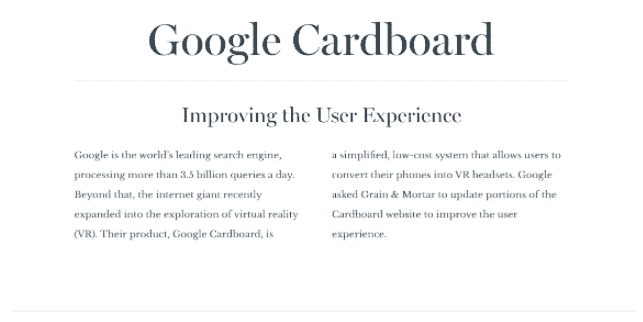 Google Cardboard
Improving the User Experience
Google is the world's leading search engine,
processing more than 3.5 billion queries a day.
Beyond that, the internet giant recently
expanded into the exploration of virtual reality
(VR). Their product, Google Cardboard, is
a simplified, low-cost system that allows users to
convert their phones into VR headsets. Google
asked Grain & Mortar to update portions of the
Cardboard website to improve the user
experience.